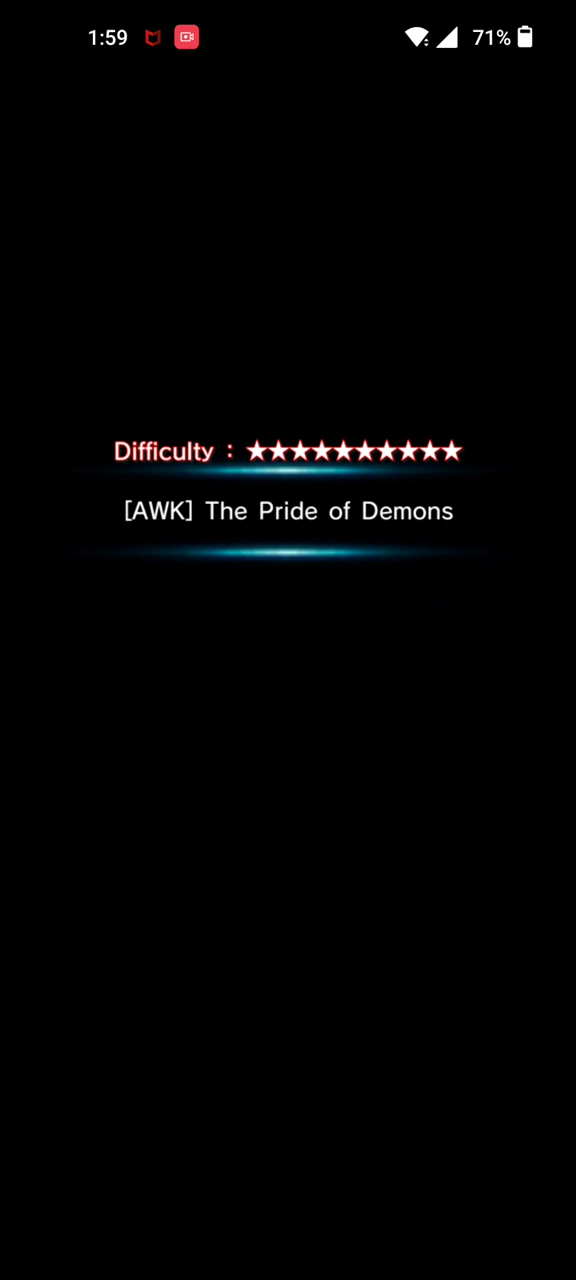 1:59 71%
Difficulty : ★★★★★★★★★★
[AWK] The Pride of Demons